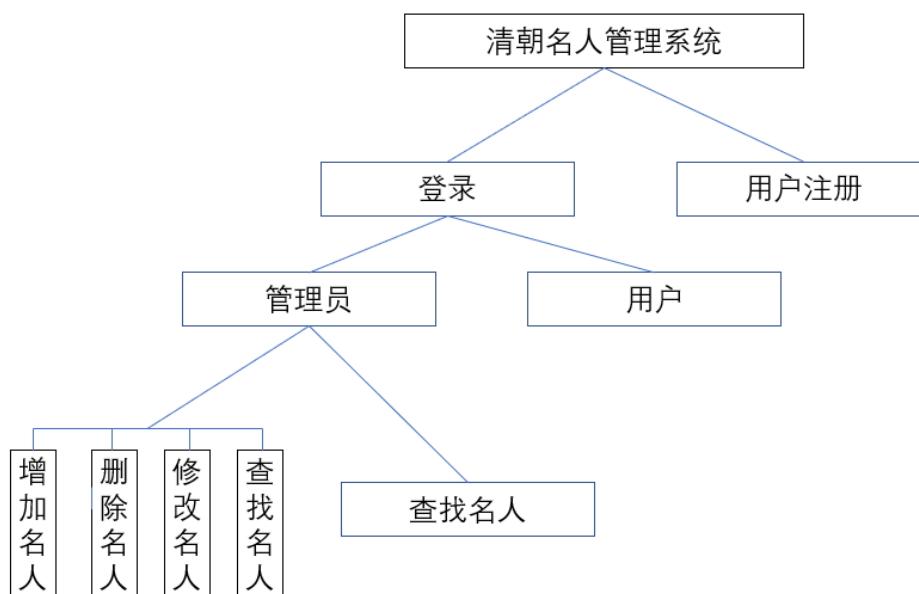 清朝名人管理系统
登录
用户注册
管理员
用户
增加名人
删除名人
修改名人
查找名人
查找名人